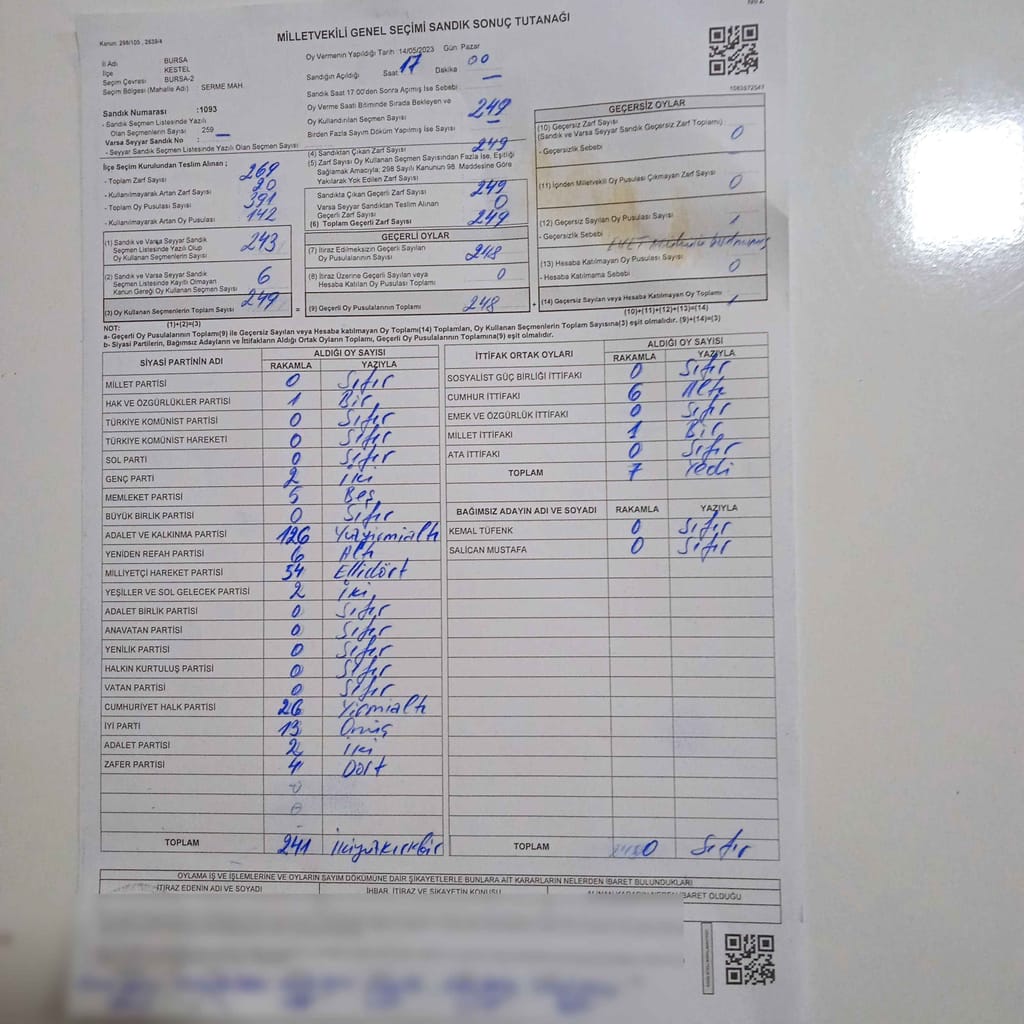 MİLLETVEKİLİ GENEL SEÇİMİ SANDIK SONUÇ TUTANAĞI
Kanun: 298/105, 2839/4
İl Adı BURSA
İlçe KESTEL
Seçim Çevresi BURSA-2
Seçim Bölgesi (Mahalle Adı) SERME MAH.
Sandık Numarası :1093
- Sandık Seçmen Listesinde Yazılı
Olan Seçmenlerin Sayısı 259
Varsa Seyyar Sandık No :
- Seyyar Sandık Seçmen Listesinde Yazılı Olan Seçmen Sayısı
Oy Vermenin Yapıldığı Tarih 14/05/2023 Gün: Pazar
Sandığın Açıldığı Saat 17 Dakika 00
Sandık Saat 17:00'den Sonra Açımış İse Sebebi
Oy Verme Saati Bitiminde Sırada Bekleyen ve
Oy Kullandırılan Seçmen Sayısı 249
Birden Fazla Sayım Döküm Yapılmış İse Sayısı
1083572547
İlçe Seçim Kurulundan Teslim Alınan ;
- Toplam Zarf Sayısı 269
- Kullanılmayarak Artan Zarf Sayısı 20
- Toplam Oy Pusulası Sayısı 391
- Kullanılmayarak Artan Oy Pusulası 142
(1) Sandık ve Varsa Seyyar Sandık
Seçmen Listesinde Yazılı Olup
Oy Kullanan Seçmenlerin Sayısı 243
(2) Sandık ve Varsa Seyyar Sandık
Seçmen Listesinde Kayıtlı Olmayan
Kanun Gereği Oy Kullanan Seçmen Sayısı 6
(3) Oy Kullanan Seçmenlerin Toplam Sayısı 249
(1)+(2)=(3)
(4) Sandıktan Çıkan Zarf Sayısı 249
(5) Zarf Sayısı Oy Kullanan Seçmen Sayısından Fazla İse, Eşitliği
Sağlamak Amacıyla; 298 Sayılı Kanunun 98. Maddesine Göre
Yakılarak Yok Edilen Zarf Sayısı
Sandıkta Çıkan Geçerli Zarf Sayısı 249
Varsa Seyyar Sandıktan Teslim Alınan
Geçerli Zarf Sayısı 0
(6) Toplam Geçerli Zarf Sayısı 249
GEÇERLİ OYLAR
(7) İtiraz Edilmeksizin Geçerli Sayılan
Oy Pusulalarının Sayısı 248
(8) İtiraz Üzerine Geçerli Sayılan veya
Hesaba Katılan Oy Pusulası Toplamı 0
(9) Geçerli Oy Pusulalarının Toplamı 248
GEÇERSİZ OYLAR
(10) Geçersiz Zarf Sayısı
(Sandık ve Varsa Seyyar Sandık Geçersiz Zarf Toplamı) 0
- Geçersizlik Sebebi
(11) İçinden Milletvekili Oy Pusulası Çıkmayan Zarf Sayısı 0
(12) Geçersiz Sayılan Oy Pusulası Sayısı 1
- Geçersizlik Sebebi EVET
(13) Hesaba Katılmayan Oy Pusulası Sayısı 0
- Hesaba Katılmama Sebebi
(14) Geçersiz Sayılan veya Hesaba Katılmayan Oy Toplamı 1
(10)+(11)+(12)+(13)=(14)
NOT:
a- Geçerli Oy Pusulalarının Toplamı(9) ile Geçersiz Sayılan veya Hesaba katılmayan Oy Toplamı(14) Toplamları, Oy Kullanan Seçmenlerin Toplam Sayısına(3) eşit olmalıdır. (9)+(14)=(3)
b- Siyasi Partilerin, Bağımsız Adayların ve İttifakların Aldığı Ortak Oyların Toplamı, Geçerli Oy Pusulalarının Toplamına(9) eşit olmalıdır.
SİYASİ PARTİNİN ADI ALDIĞI OY SAYISI
RAKAMLA YAZIYLA
MİLLET PARTİSİ 0 Sıfır
HAK VE ÖZGÜRLÜKLER PARTİSİ 1 Bir
TÜRKİYE KOMÜNİST PARTİSİ 0 Sıfır
TÜRKİYE KOMÜNİST HAREKETİ 0 Sıfır
SOL PARTİ 0 Sıfır
GENÇ PARTİ 2 İki
MEMLEKET PARTİSİ 5 Beş
BÜYÜK BİRLİK PARTİSİ 0 Sıfır
ADALET VE KALKINMA PARTİSİ 126 Yüzyirmialtı
YENİDEN REFAH PARTİSİ 6 Altı
MİLLİYETÇİ HAREKET PARTİSİ 54 Ellidört
YEŞİLLER VE SOL GELECEK PARTİSİ 2 İki
ADALET BİRLİK PARTİSİ 0 Sıfır
ANAVATAN PARTİSİ 0 Sıfır
YENİLİK PARTİSİ 0 Sıfır
HALKIN KURTULUŞ PARTİSİ 0 Sıfır
VATAN PARTİSİ 0 Sıfır
CUMHURİYET HALK PARTİSİ 26 Yirmialtı
İYİ PARTİ 13 Onüç
ADALET PARTİSİ 2 İki
ZAFER PARTİSİ 4 Dört
TOPLAM 241 İkiyüzkırkbir
İTTİFAK ORTAK OYLARI ALDIĞI OY SAYISI
RAKAMLA YAZIYLA
SOSYALİST GÜÇ BİRLİĞİ İTTİFAKI 0 Sıfır
CUMHUR İTTİFAKI 6 Altı
EMEK VE ÖZGÜRLÜK İTTİFAKI 0 Sıfır
MİLLET İTTİFAKI 1 Bir
ATA İTTİFAKI 0 Sıfır
TOPLAM 7 Yedi
BAĞIMSIZ ADAYIN ADI VE SOYADI RAKAMLA YAZIYLA
KEMAL TÜFENK 0 Sıfır
SALİCAN MUSTAFA 0 Sıfır
TOPLAM 0 Sıfır
OYLAMA İŞ VE İŞLEMLERİNE VE OYLARIN SAYIM DÖKÜMÜNE DAİR ŞİKAYETLERLE BUNLARA AİT KARARLARIN NELERDEN İBARET BULUNDUKLARI
İTİRAZ EDENİN ADI VE SOYADI İHBAR, İTİRAZ VE ŞİKAYETİN KONUSU